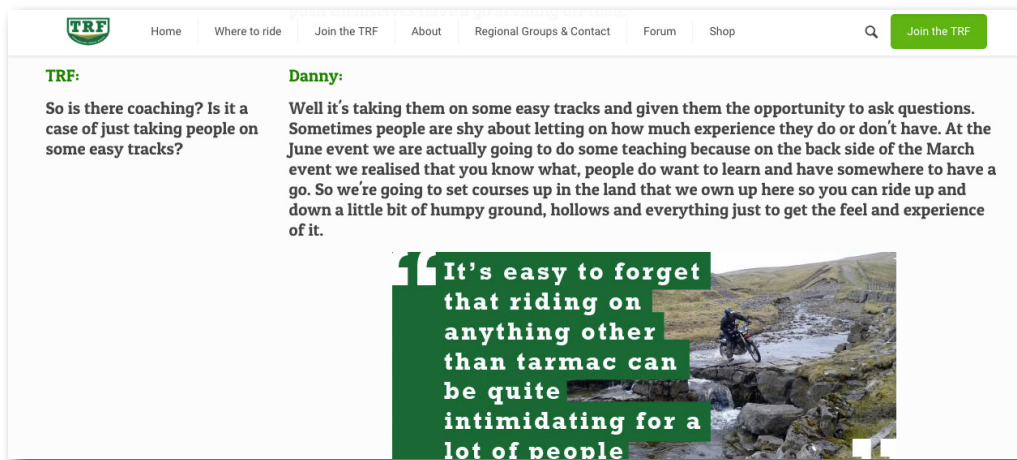 TRF
Home
Where to ride
Join the TRF
About
Regional Groups & Contact
Forum
Shop
Join the TRF
TRF:
So is there coaching? Is it a
case of just taking people on
some easy tracks?
Danny:
Well it's taking them on some easy tracks and given them the opportunity to ask questions.
Sometimes people are shy about letting on how much experience they do or don't have. At the
June event we are actually going to do some teaching because on the back side of the March
event we realised that you know what, people do want to learn and have somewhere to have a
go. So we're going to set courses up in the land that we own up here so you can ride up and
down a little bit of humpy ground, hollows and everything just to get the feel and experience
of it.
“It’s easy to forget
that riding on
anything other
than tarmac can
be quite
intimidating for a
lot of people